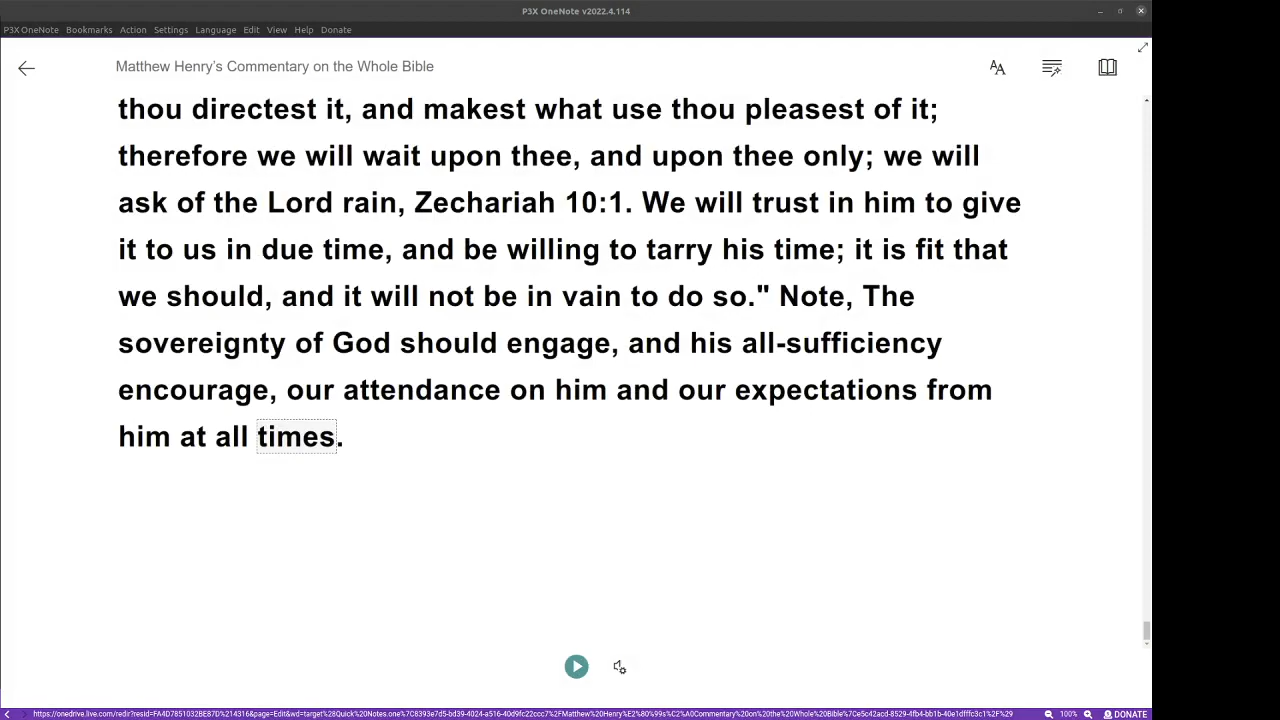 P3X OneNote v2022.4.114
P3X OneNote Bookmarks Action Settings Language Edit View Help Donate
Matthew Henry's Commentary on the Whole Bible
thou directest it, and makest what use thou pleasest of it;
therefore we will wait upon thee, and upon thee only; we will
ask of the Lord rain, Zechariah 10:1. We will trust in him to give
it to us in due time, and be willing to tarry his time; it is fit that
we should, and it will not be in vain to do so." Note, The
sovereignty of God should engage, and his all-sufficiency
encourage, our attendance on him and our expectations from
him at all times.
100% DONATE